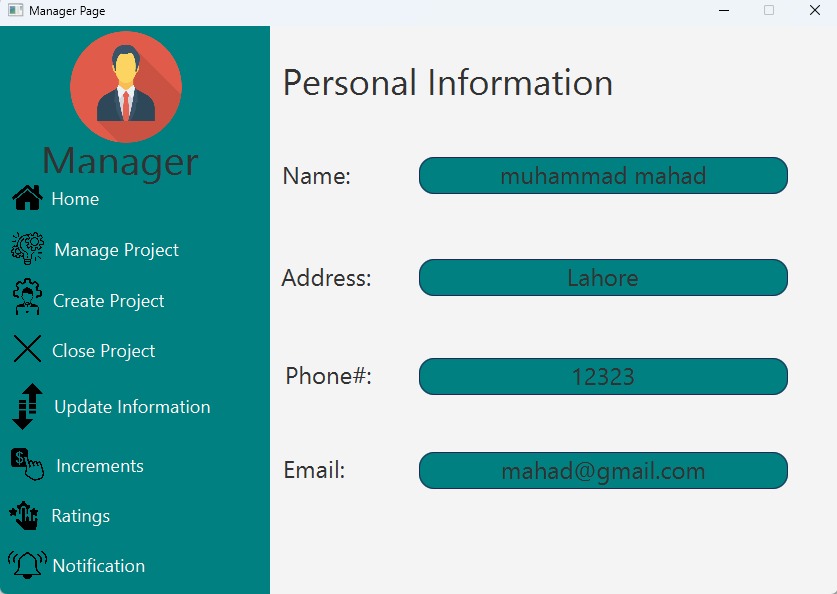 Manager Page
Manager
Home
Manage Project
Create Project
Close Project
Update Information
$
Increments
Ratings
Notification
Personal Information
Name: muhammad mahad
Address: Lahore
Phone#: 12323
Email: mahad@gmail.com